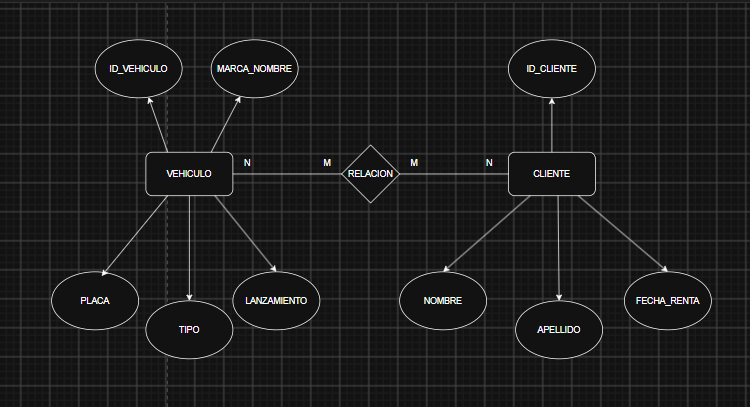 ID_VEHICULO
MARCA_NOMBRE
ID_CLIENTE
N
M
M
N
VEHICULO
RELACION
CLIENTE
PLACA
LANZAMIENTO
NOMBRE
FECHA_RENTA
TIPO
APELLIDO